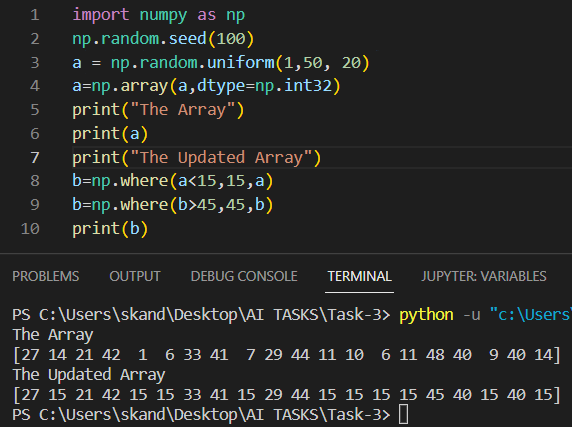 1 import numpy as np
2 np.random.seed(100)
3 a = np.random.uniform(1,50, 20)
4 a=np.array(a,dtype=np.int32)
5 print("The Array")
6 print(a)
7 print("The Updated Array")
8 b=np.where(a<15,15,a)
9 b=np.where(b>45,45,b)
10 print(b)
PROBLEMS OUTPUT DEBUG CONSOLE TERMINAL JUPYTER: VARIABLES
PS C:\Users\skand\Desktop\AI TASKS\Task-3> python -u "c:\Users
The Array
[27 14 21 42  1  6 33 41  7 29 44 11 10  6 11 48 40  9 40 14]
The Updated Array
[27 15 21 42 15 15 33 41 15 29 44 15 15 15 15 45 40 15 40 15]
PS C:\Users\skand\Desktop\AI TASKS\Task-3>